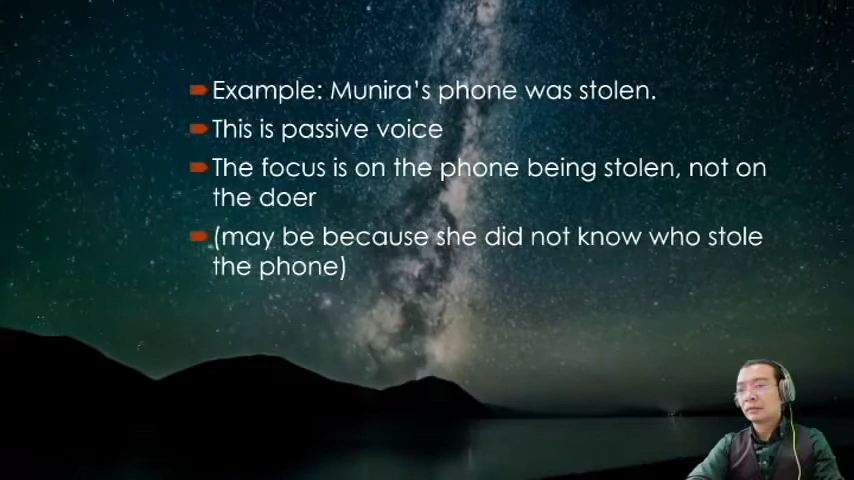 Example: Munira's phone was stolen.
This is passive voice
The focus is on the phone being stolen, not on
the doer
(may be because she did not know who stole
the phone)